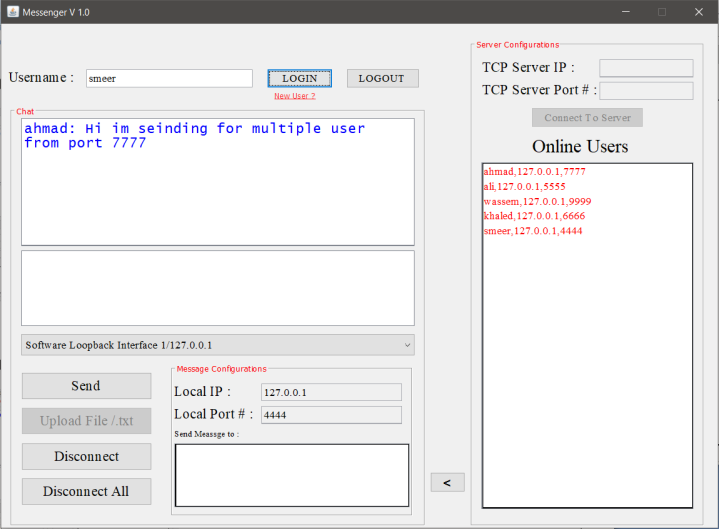 Messenger V 1.0
Username :
smeer
LOGIN
LOGOUT
New User ?
Chat
ahmad: Hi im seinding for multiple user
from port 7777
Software Loopback Interface 1/127.0.0.1
Send
Upload File /.txt
Disconnect
Disconnect All
Message Configurations
Local IP :
127.0.0.1
Local Port # :
4444
Send Meassge to :
<
Server Configurations
TCP Server IP :
TCP Server Port # :
Connect To Server
Online Users
ahmad,127.0.0.1,7777
ali,127.0.0.1,5555
wassem,127.0.0.1,9999
khaled,127.0.0.1,6666
smeer,127.0.0.1,4444